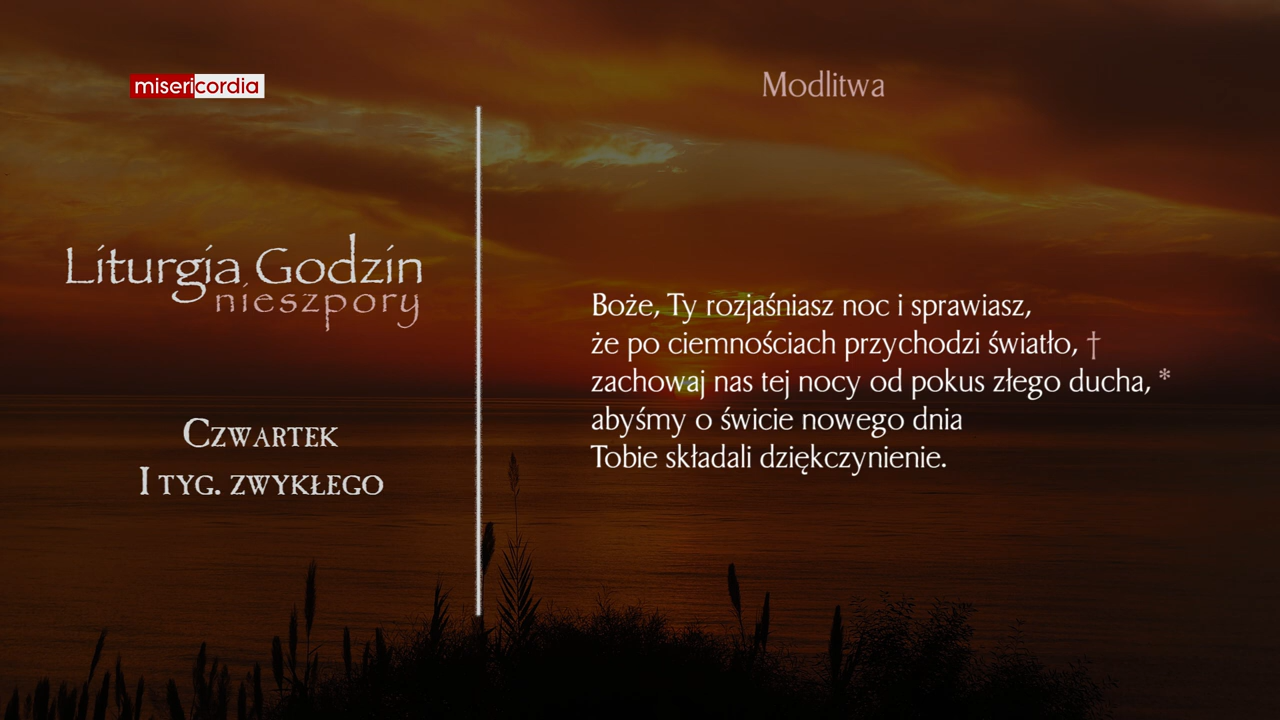 misericordia
Liturgia Godzin
nieszpory
Czwartek
I tyg. zwykłego
Modlitwa
Boże, Ty rozjaśniasz noc i sprawiasz,
że po ciemnościach przychodzi światło, †
zachowaj nas tej nocy od pokus złego ducha, *
abyśmy o świcie nowego dnia
Tobie składali dziękczynienie.